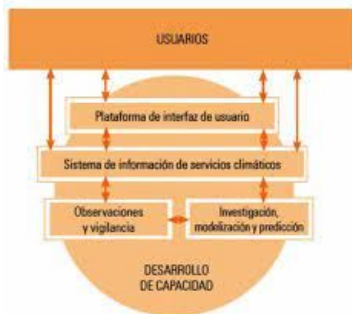 USUARIOS
Plataforma de interfaz de usuario
Sistema de información de servicios climáticos
Observaciones
y vigilancia
Investigación,
modelización y predicción
DESARROLLO
DE CAPACIDAD